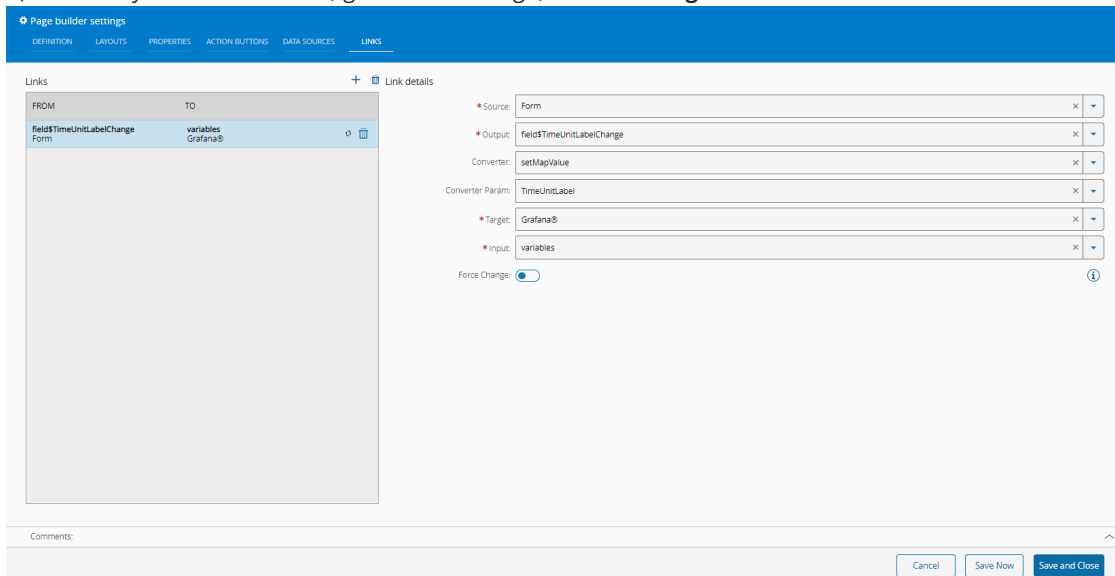 Page builder settings
DEFINITION LAYOUTS PROPERTIES ACTION BUTTONS DATA SOURCES LINKS
Links
Link details
FROM TO
field$TimeUnitLabelChange variables
Form Grafana®
*Source: Form
*Output: field$TimeUnitLabelChange
Converter: setMapValue
Converter Param: TimeUnitLabel
*Target: Grafana®
*Input: variables
Force Change:
Comments:
Cancel Save Now Save and Close